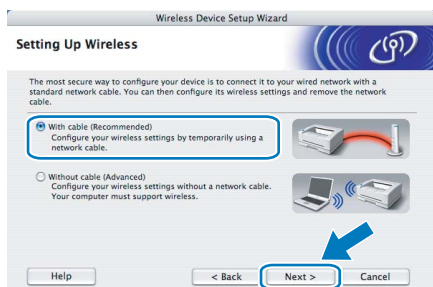 Wireless Device Setup Wizard
Setting Up Wireless
The most secure way to configure your device is to connect it to your wired network with a
standard network cable. You can then configure its wireless settings and remove the network
cable.
With cable (Recommended)
Configure your wireless settings by temporarily using a
network cable.
Without cable (Advanced)
Configure your wireless settings without a network cable.
Your computer must support wireless.
Help
< Back
Next >
Cancel